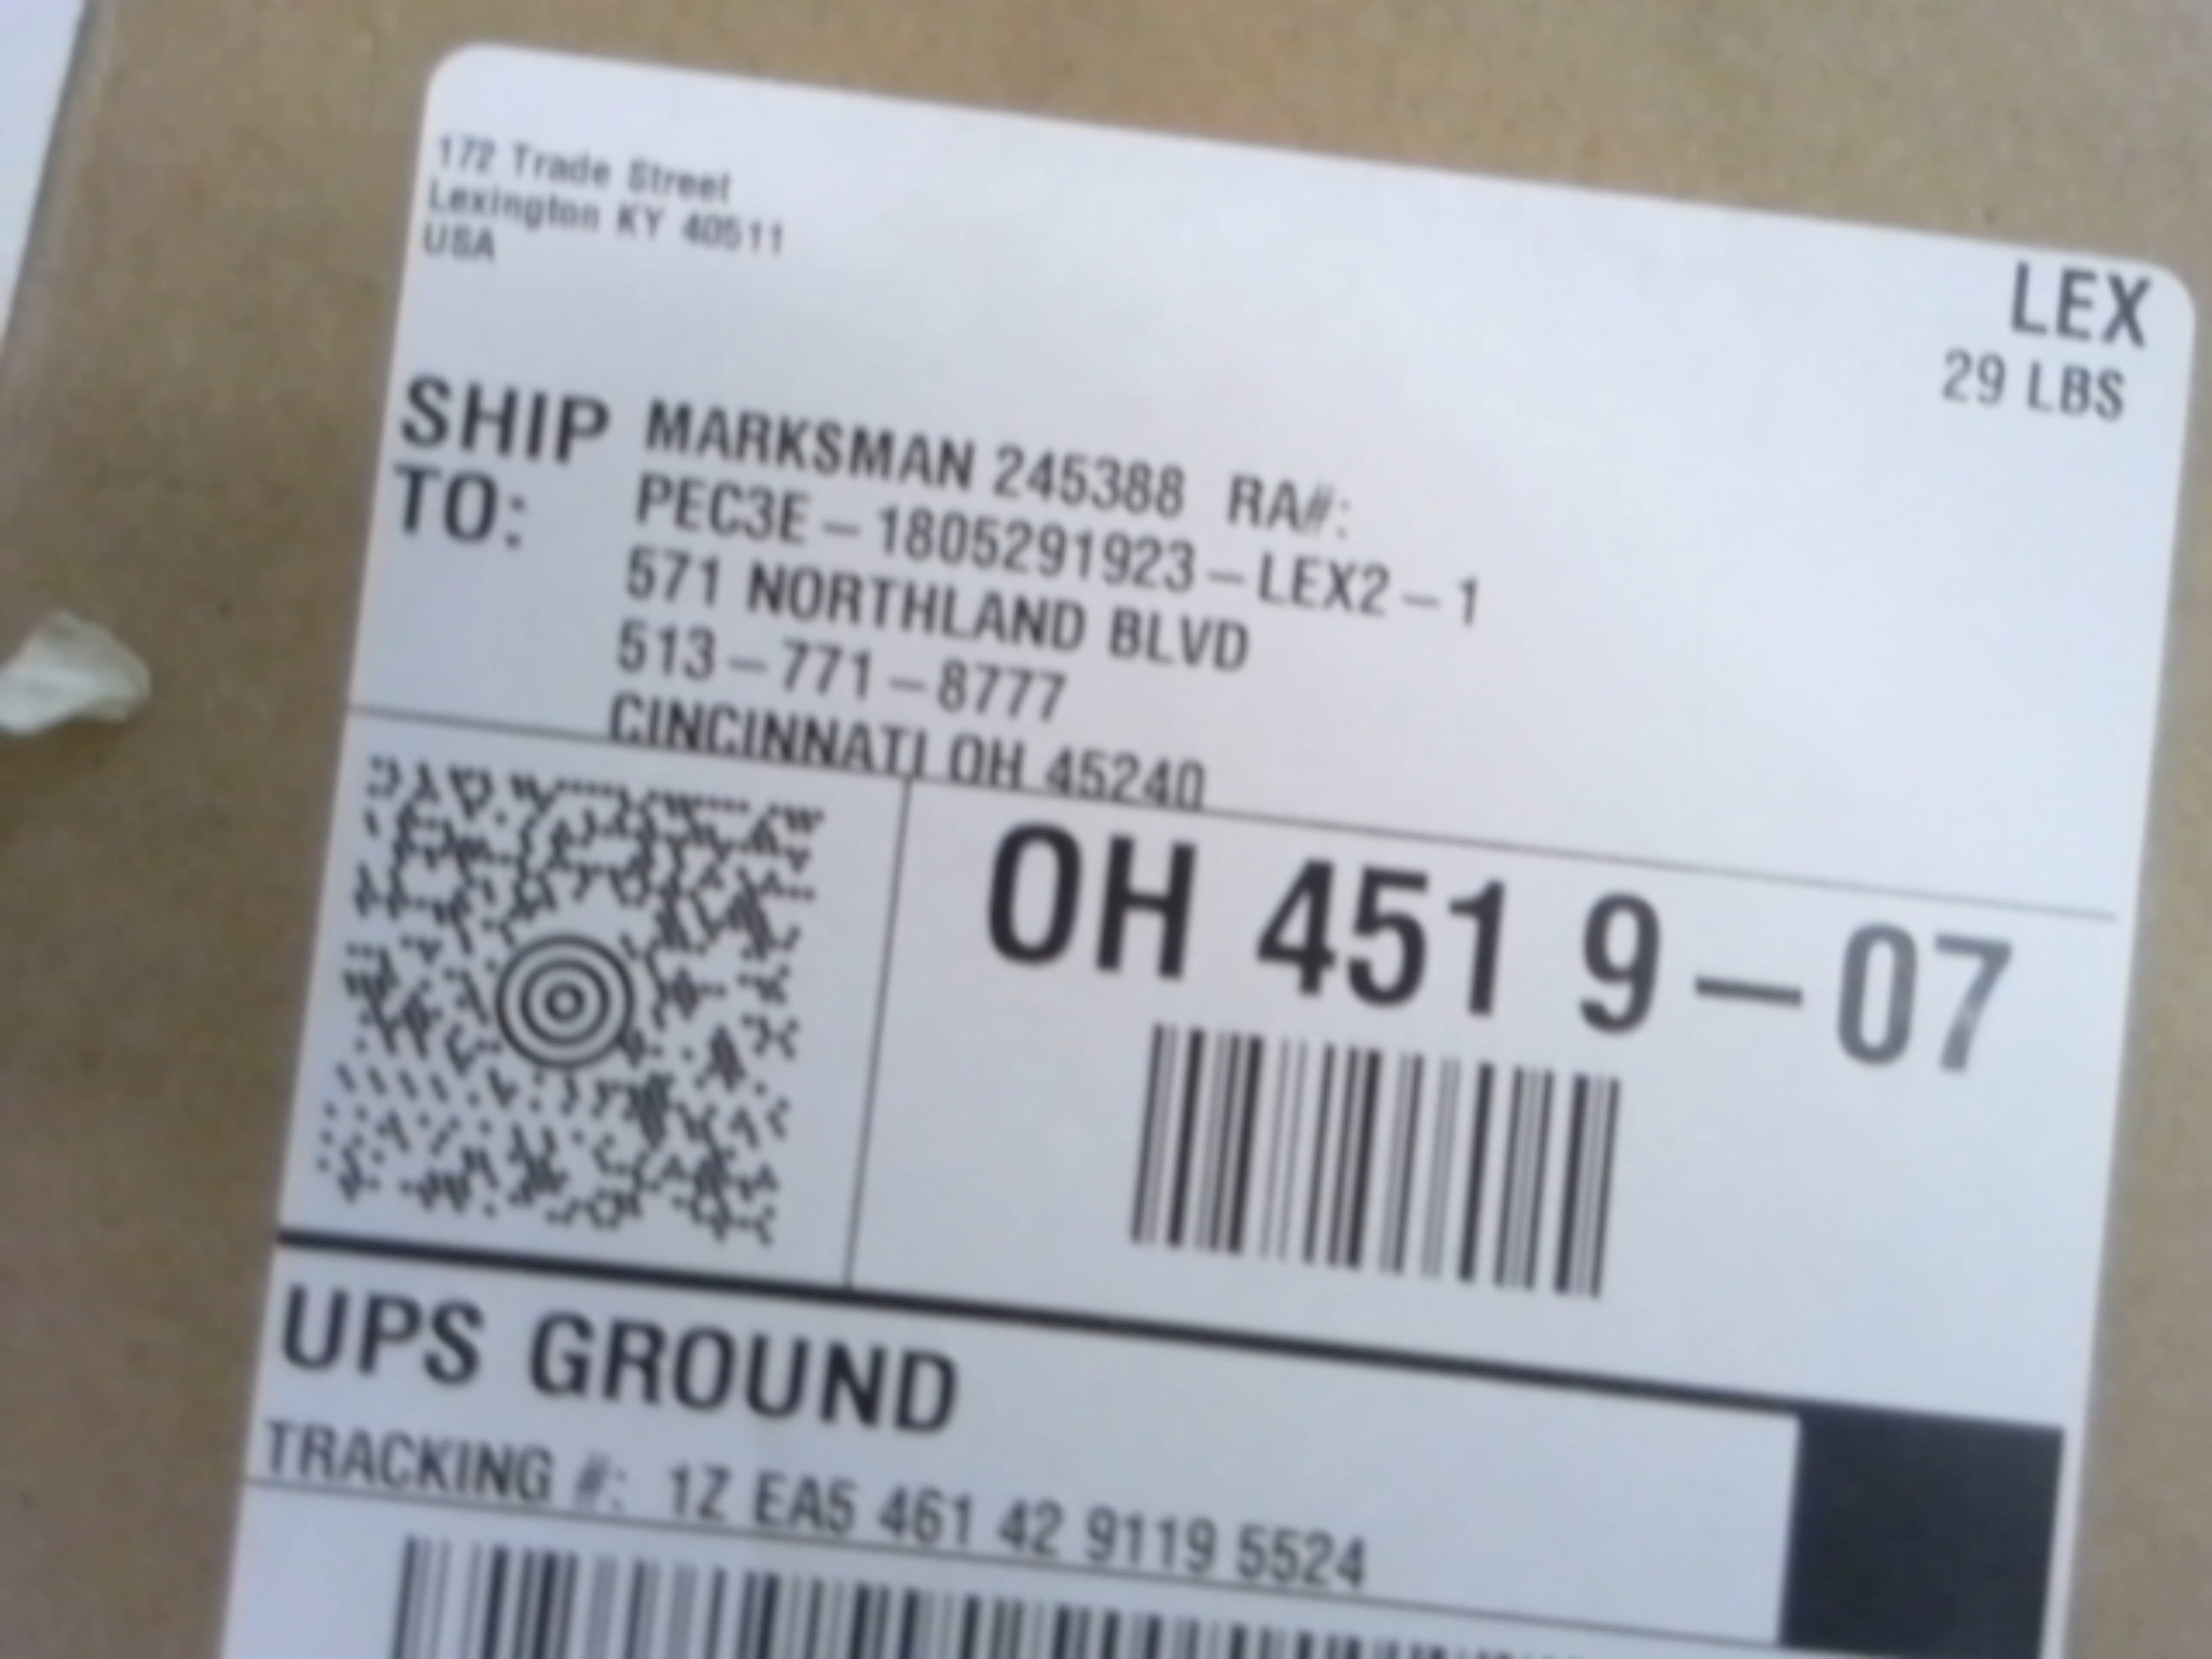 172 Trade Street
Lexington KY 40511
USA
LEX
29 LBS
SHIP TO:
MARKSMAN 245388 RA#:
PEC3E-1805291923-LEX2-1
571 NORTHLAND BLVD
513-771-8777
CINCINNATI OH 45240
OH 451 9-07
UPS GROUND
TRACKING #: 1Z EA5 461 42 9119 5524